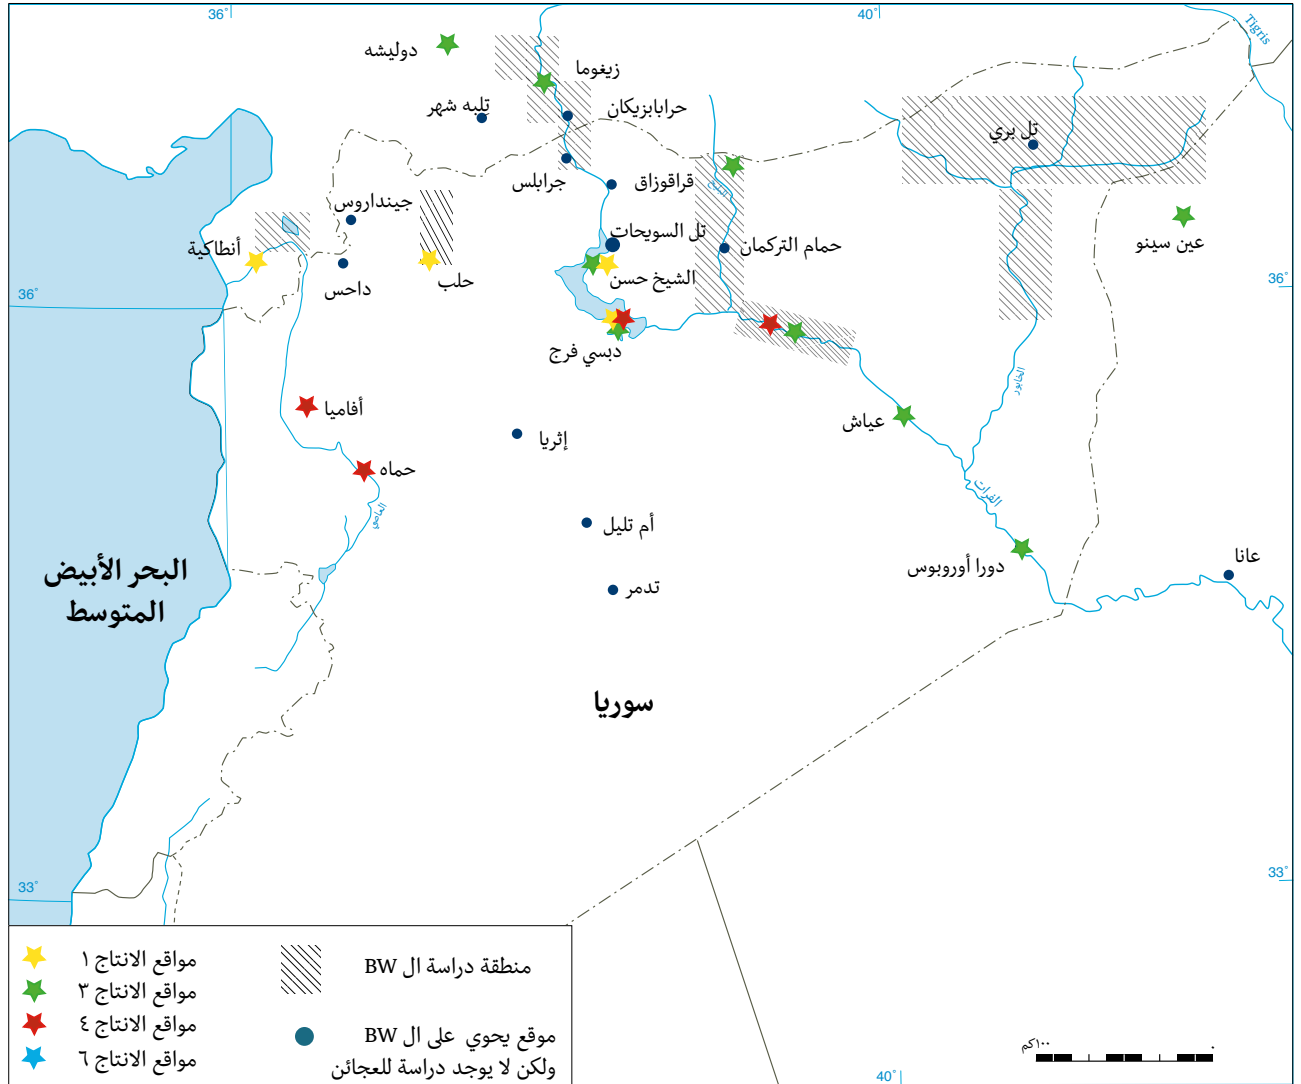 36°
40°
Tigris
دوليشه
زيغوما
تلبه شهر
حرابابزيكان
تل بري
جرابلس
قراقوزاق
البليخ
جينداروس
أنطاكية
تل السويحات
حمام التركمان
عين سينو
داحس
حلب
الشيخ حسن
36°
36°
دبسي فرج
الخابور
أفاميا
عياش
إثريا
حماه
الفرات
العاصي
أم تليل
البحر الأبيض
المتوسط
دورا أوروبوس
عانا
تدمر
سوريا
33°
33°
مواقع الانتاج ١
مواقع الانتاج ٣
مواقع الانتاج ٤
مواقع الانتاج ٦
منطقة دراسة ال BW
موقع يحوي على ال BW
ولكن لا يوجد دراسة للعجائن
١٠٠كم
٠
40°